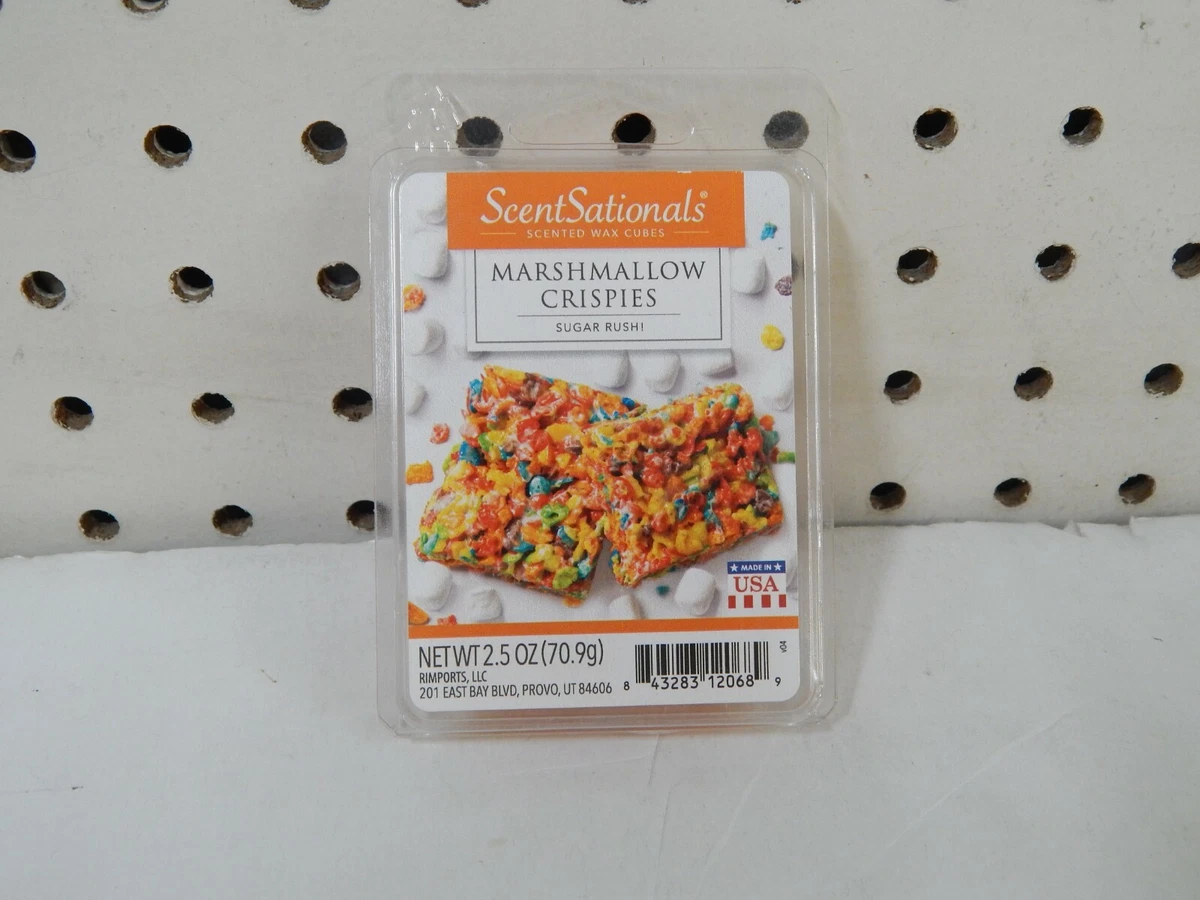 ScentSationals®
SCENTED WAX CUBES
MARSHMALLOW
CRISPIES
SUGAR RUSH!
MADE IN
USA
NET WT 2.5 OZ (70.9g)
RIMPORTS, LLC
201 EAST BAY BLVD, PROVO, UT 84606
8 43283 12068 9
v04